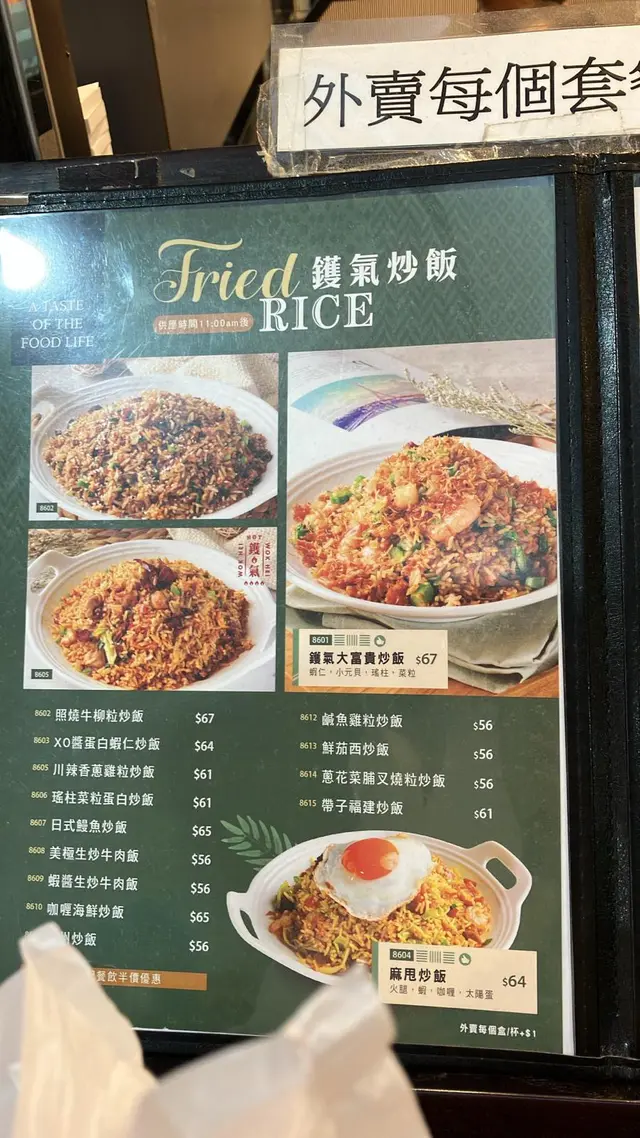 外賣每個套
A TASTE
OF THE
FOOD LIFE
Fried 鑊氣炒飯
RICE
供應時間11:00am後
8602
8605
HOT
鑊氣
WOK HEI
WOK HEI
8601
鑊氣大富貴炒飯 $67
蝦仁，小元貝，瑤柱、菜粒
8602 照燒牛柳粒炒飯 $67
8603 XO醬蛋白蝦仁炒飯 $64
8605 川辣香蔥雞粒炒飯 $61
8606 瑤柱菜粒蛋白炒飯 $61
8607 日式鰻魚炒飯 $65
8608 美極生炒牛肉飯 $56
8609 蝦醬生炒牛肉飯 $56
8610 咖喱海鮮炒飯 $65
州炒飯 $56
餐飲半價優惠
8612 鹹魚雞粒炒飯 $56
8613 鮮茄西炒飯 $56
8614 蔥花菜脯叉燒粒炒飯 $56
8615 帶子福建炒飯 $61
8604
麻甩炒飯 $64
火腿，蝦，咖喱、太陽蛋
外賣每個盒/杯+$1